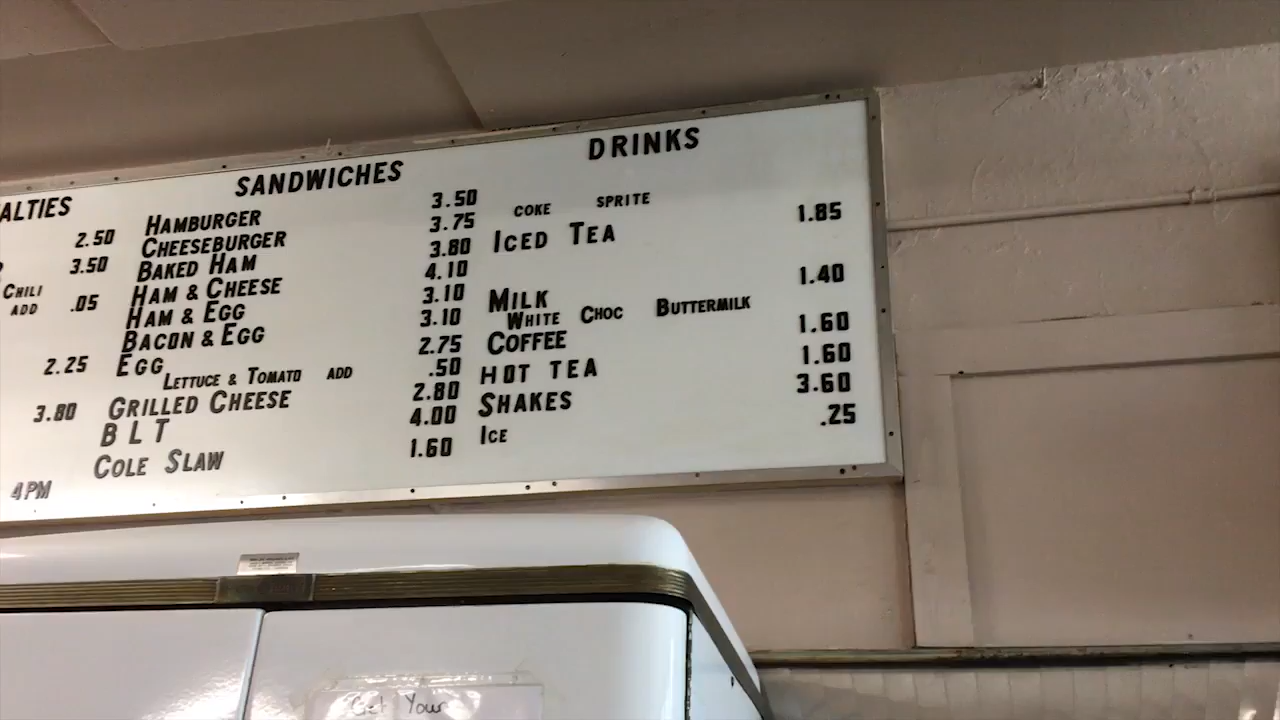 ALTIES
2.50
3.50
CHILI
ADD .05
2.25
3.80
4PM
SANDWICHES
HAMBURGER 3.50
CHEESEBURGER 3.75
BAKED HAM 3.80
HAM & CHEESE 4.10
HAM & EGG 3.10
BACON & EGG 3.10
EGG 2.75
LETTUCE & TOMATO ADD .50
GRILLED CHEESE 2.80
B L T 4.00
COLE SLAW 1.60
DRINKS
COKE SPRITE
ICED TEA 1.85
MILK 1.40
WHITE CHOC BUTTERMILK
COFFEE 1.60
HOT TEA 1.60
SHAKES 3.60
ICE .25
Get Your